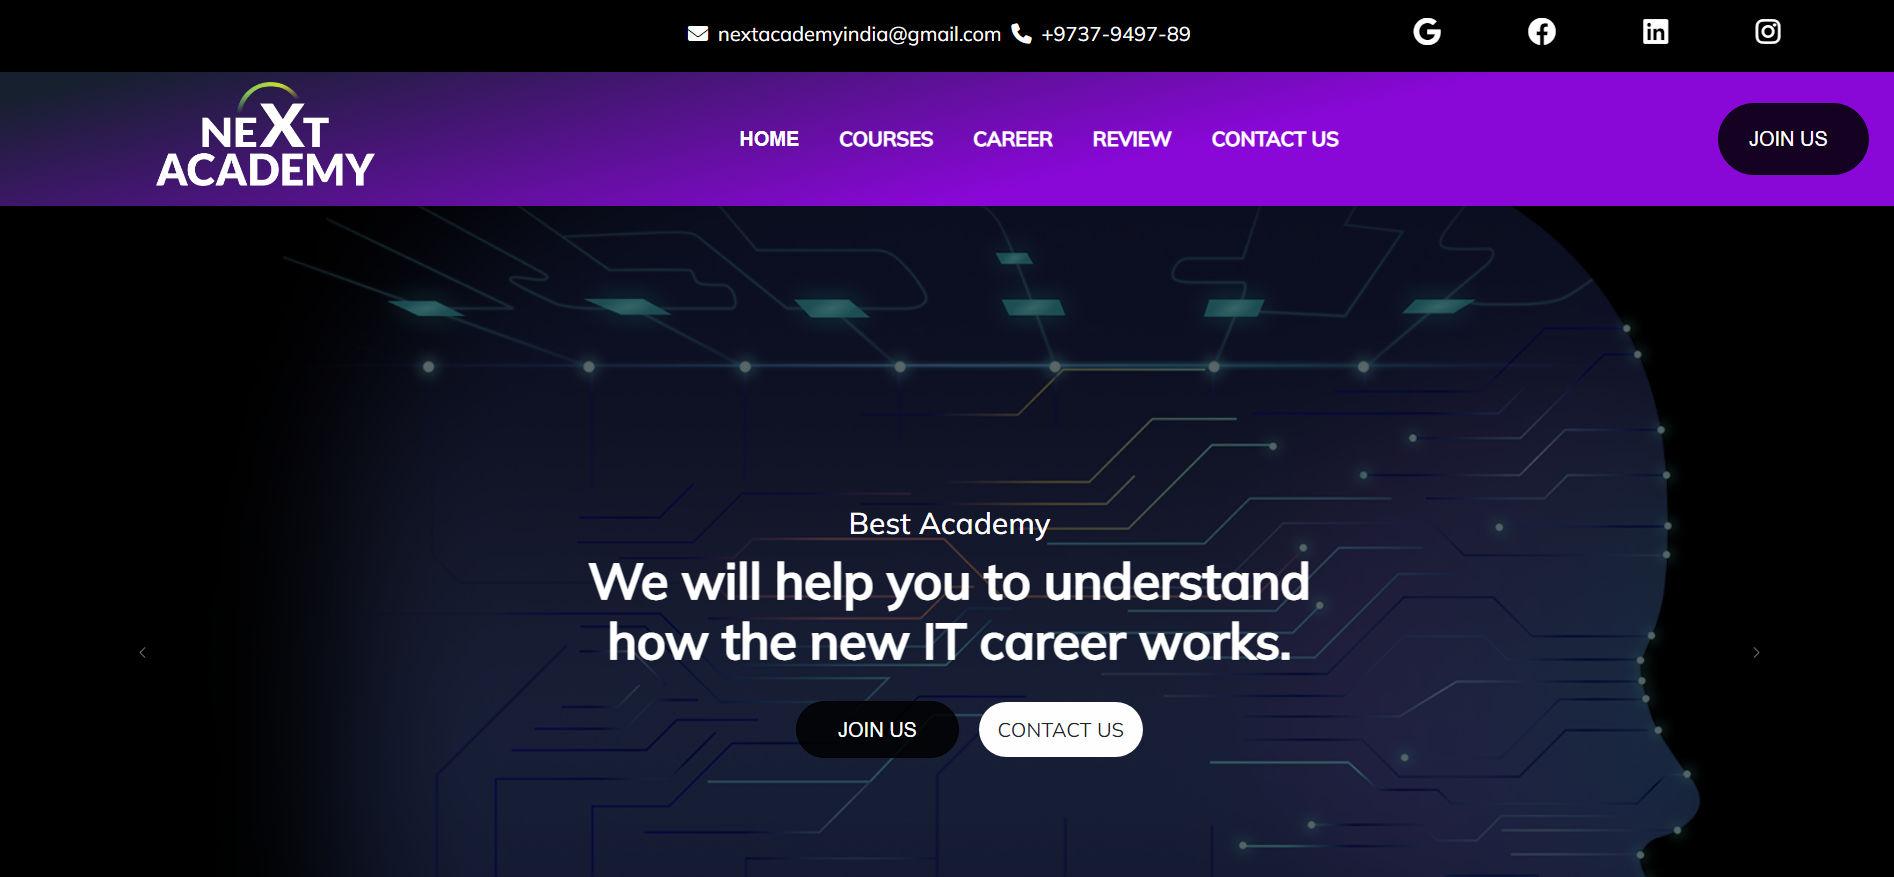 nextacademyindia@gmail.com +9737-9497-89
NEXT
ACADEMY
HOME COURSES CAREER REVIEW CONTACT US
JOIN US
Best Academy
We will help you to understand
how the new IT career works.
JOIN US CONTACT US